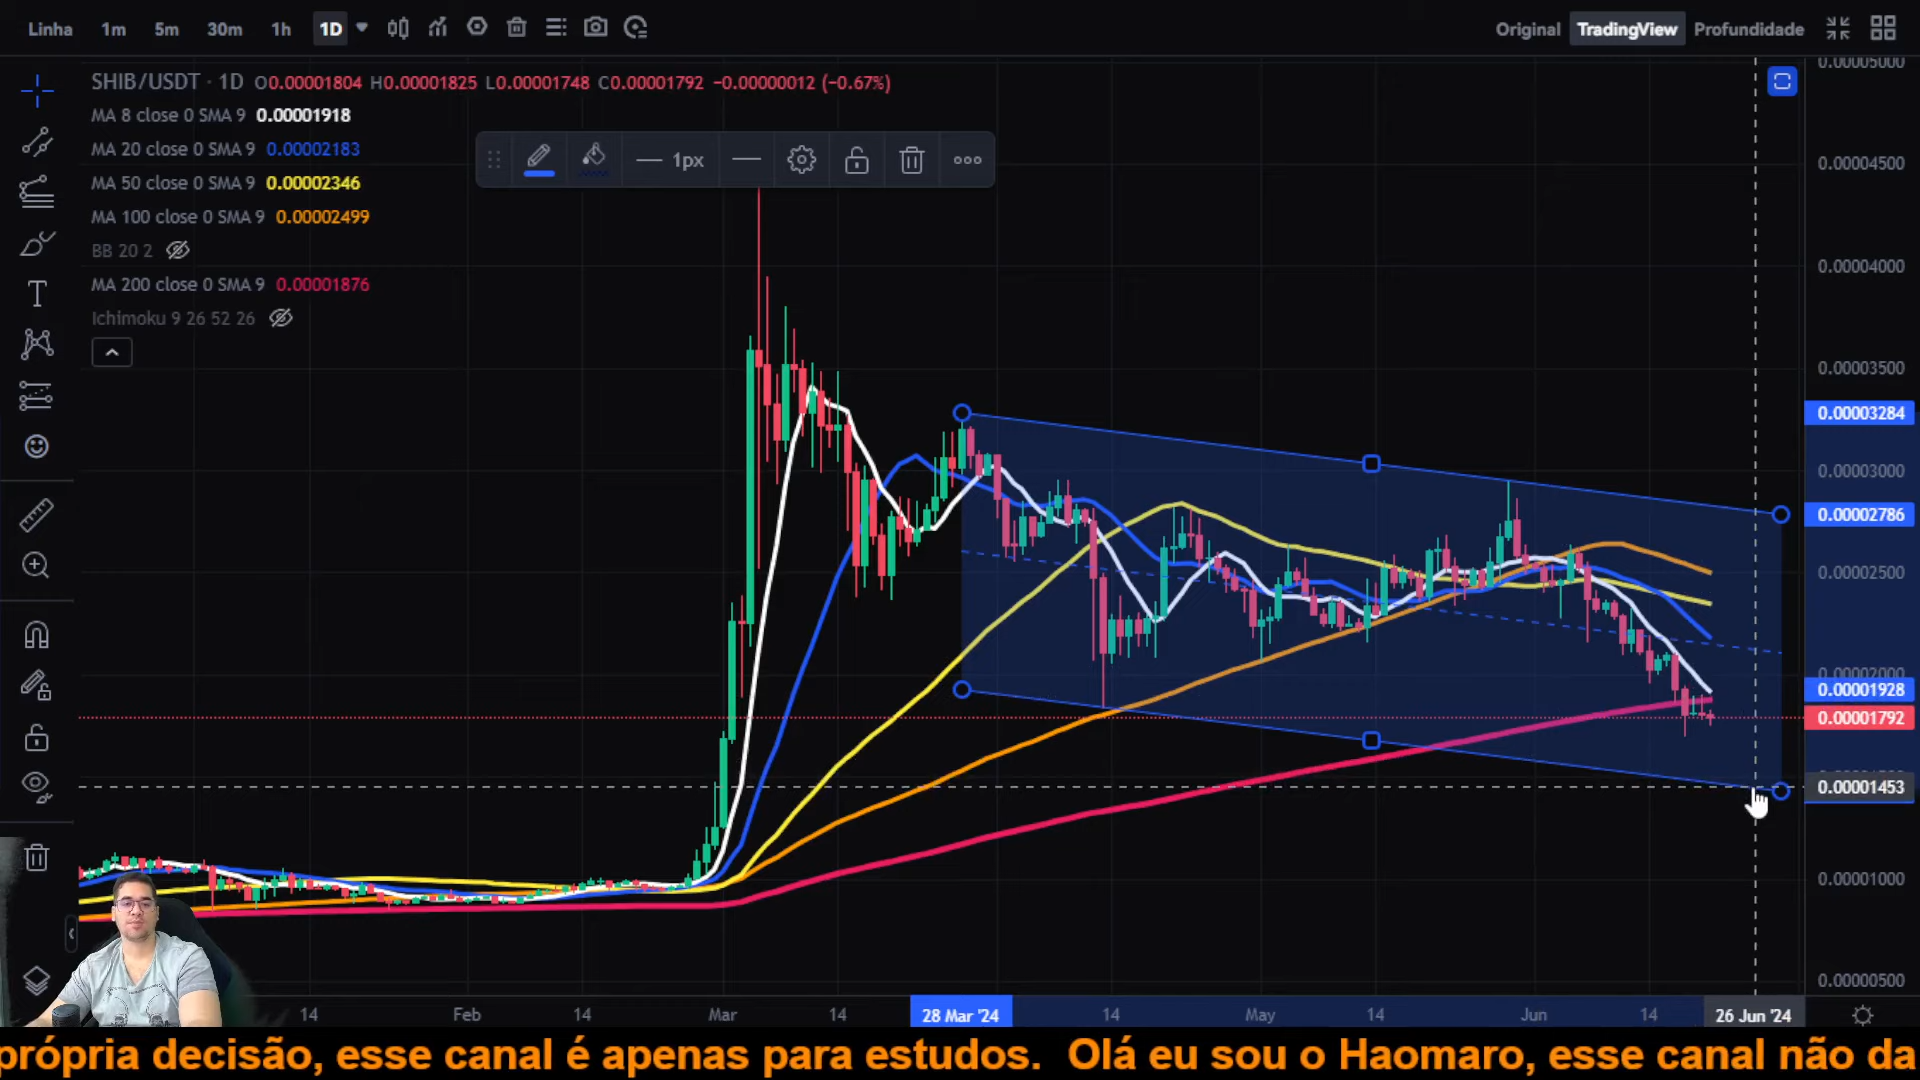 Linha 1m 5m 30m 1h 1D Original TradingView Profundidade
SHIB/USDT · 1D O0.00001804 H0.00001825 L0.00001748 C0.00001792 −0.00000012 (−0.67%)
MA 8 close 0 SMA 9 0.00001918
MA 20 close 0 SMA 9 0.00002183
MA 50 close 0 SMA 9 0.00002346
MA 100 close 0 SMA 9 0.00002499
BB 20 2
MA 200 close 0 SMA 9 0.00001876
Ichimoku 9 26 52 26
1px
0.00005000
0.00004500
0.00004000
0.00003500
0.00003284
0.00003000
0.00002786
0.00002500
0.00002000
0.00001928
0.00001792
0.00001453
0.00001000
0.00000500
14 Feb 14 Mar 14 28 Mar '24 14 May 14 Jun 14 26 Jun '24
própria decisão, esse canal é apenas para estudos. Olá eu sou o Haomaro, esse canal não da